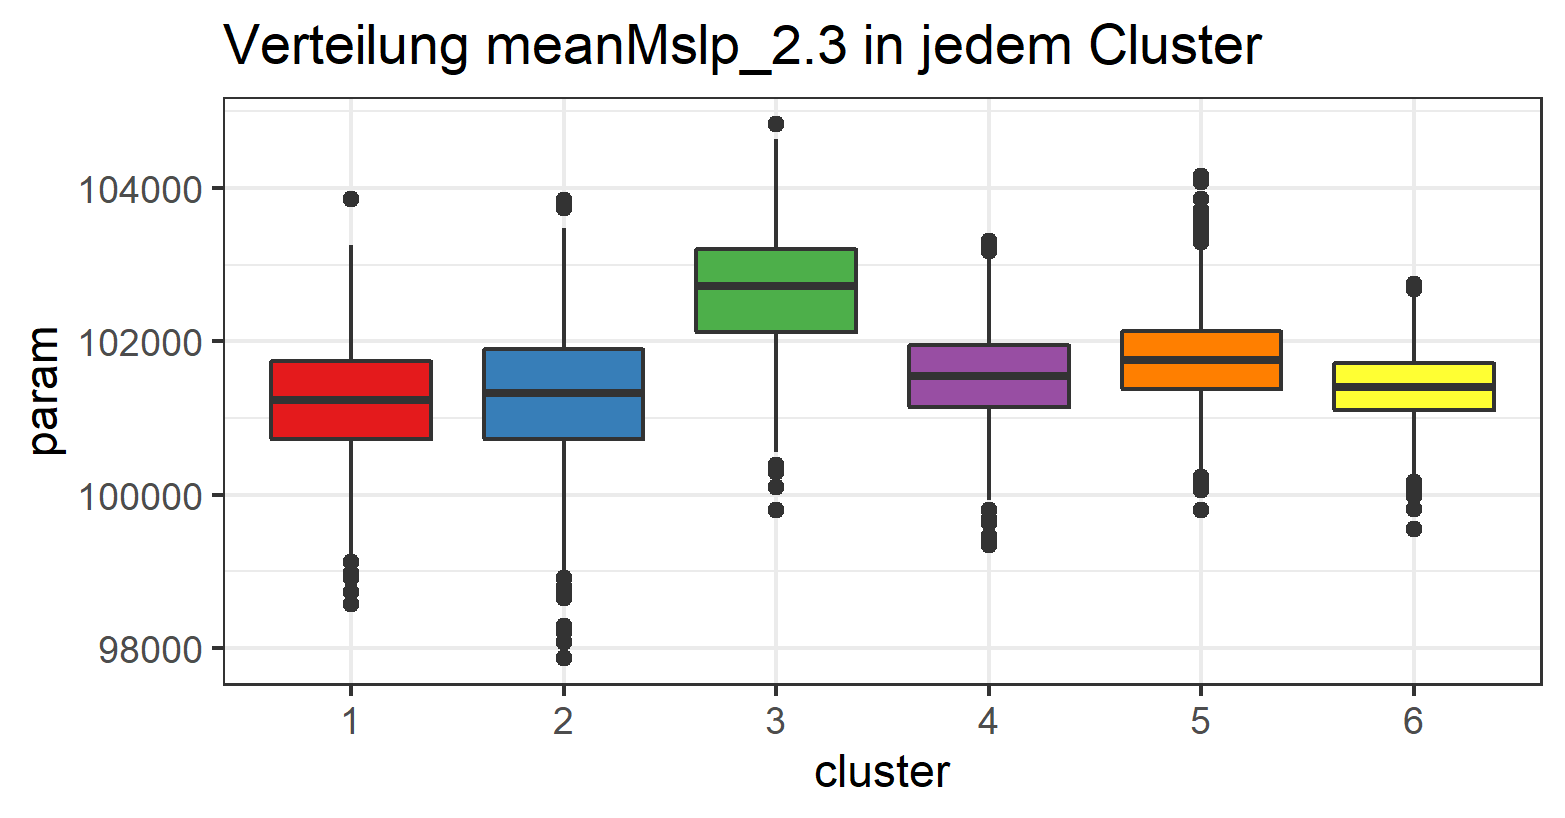 Verteilung meanMslp_2.3 in jedem Cluster
param
104000
102000
100000
98000
1 2 3 4 5 6
cluster